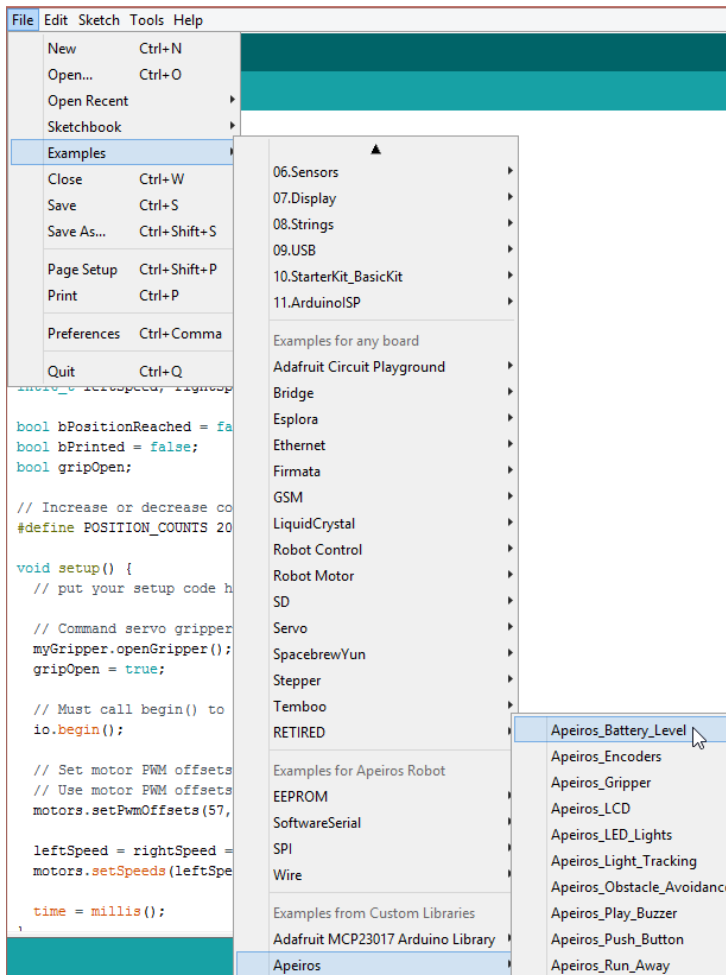 File Edit Sketch Tools Help
New Ctrl+N
Open... Ctrl+O
Open Recent
Sketchbook
Examples
Close Ctrl+W
Save Ctrl+S
Save As... Ctrl+Shift+S
Page Setup Ctrl+Shift+P
Print Ctrl+P
Preferences Ctrl+Comma
Quit Ctrl+Q
06.Sensors
07.Display
08.Strings
09.USB
10.StarterKit_BasicKit
11.ArduinoISP
Examples for any board
Adafruit Circuit Playground
Bridge
Esplora
Ethernet
Firmata
GSM
LiquidCrystal
Robot Control
Robot Motor
SD
Servo
SpacebrewYun
Stepper
Temboo
RETIRED
Examples for Apeiros Robot
EEPROM
SoftwareSerial
SPI
Wire
Examples from Custom Libraries
Adafruit MCP23017 Arduino Library
Apeiros
Apeiros_Battery_Level
Apeiros_Encoders
Apeiros_Gripper
Apeiros_LCD
Apeiros_LED_Lights
Apeiros_Light_Tracking
Apeiros_Obstacle_Avoidance
Apeiros_Play_Buzzer
Apeiros_Push_Button
Apeiros_Run_Away
bool bPositionReached = fa
bool bPrinted = false;
bool gripOpen;
// Increase or decrease co
#define POSITION_COUNTS 20
void setup() {
// put your setup code h
// Command servo gripper
myGripper.openGripper();
gripOpen = true;
// Must call begin() to
io.begin();
// Set motor PWM offsets
// Use motor PWM offsets
motors.setPwmOffsets(57,
leftSpeed = rightSpeed =
motors.setSpeeds(leftSpe
time = millis();